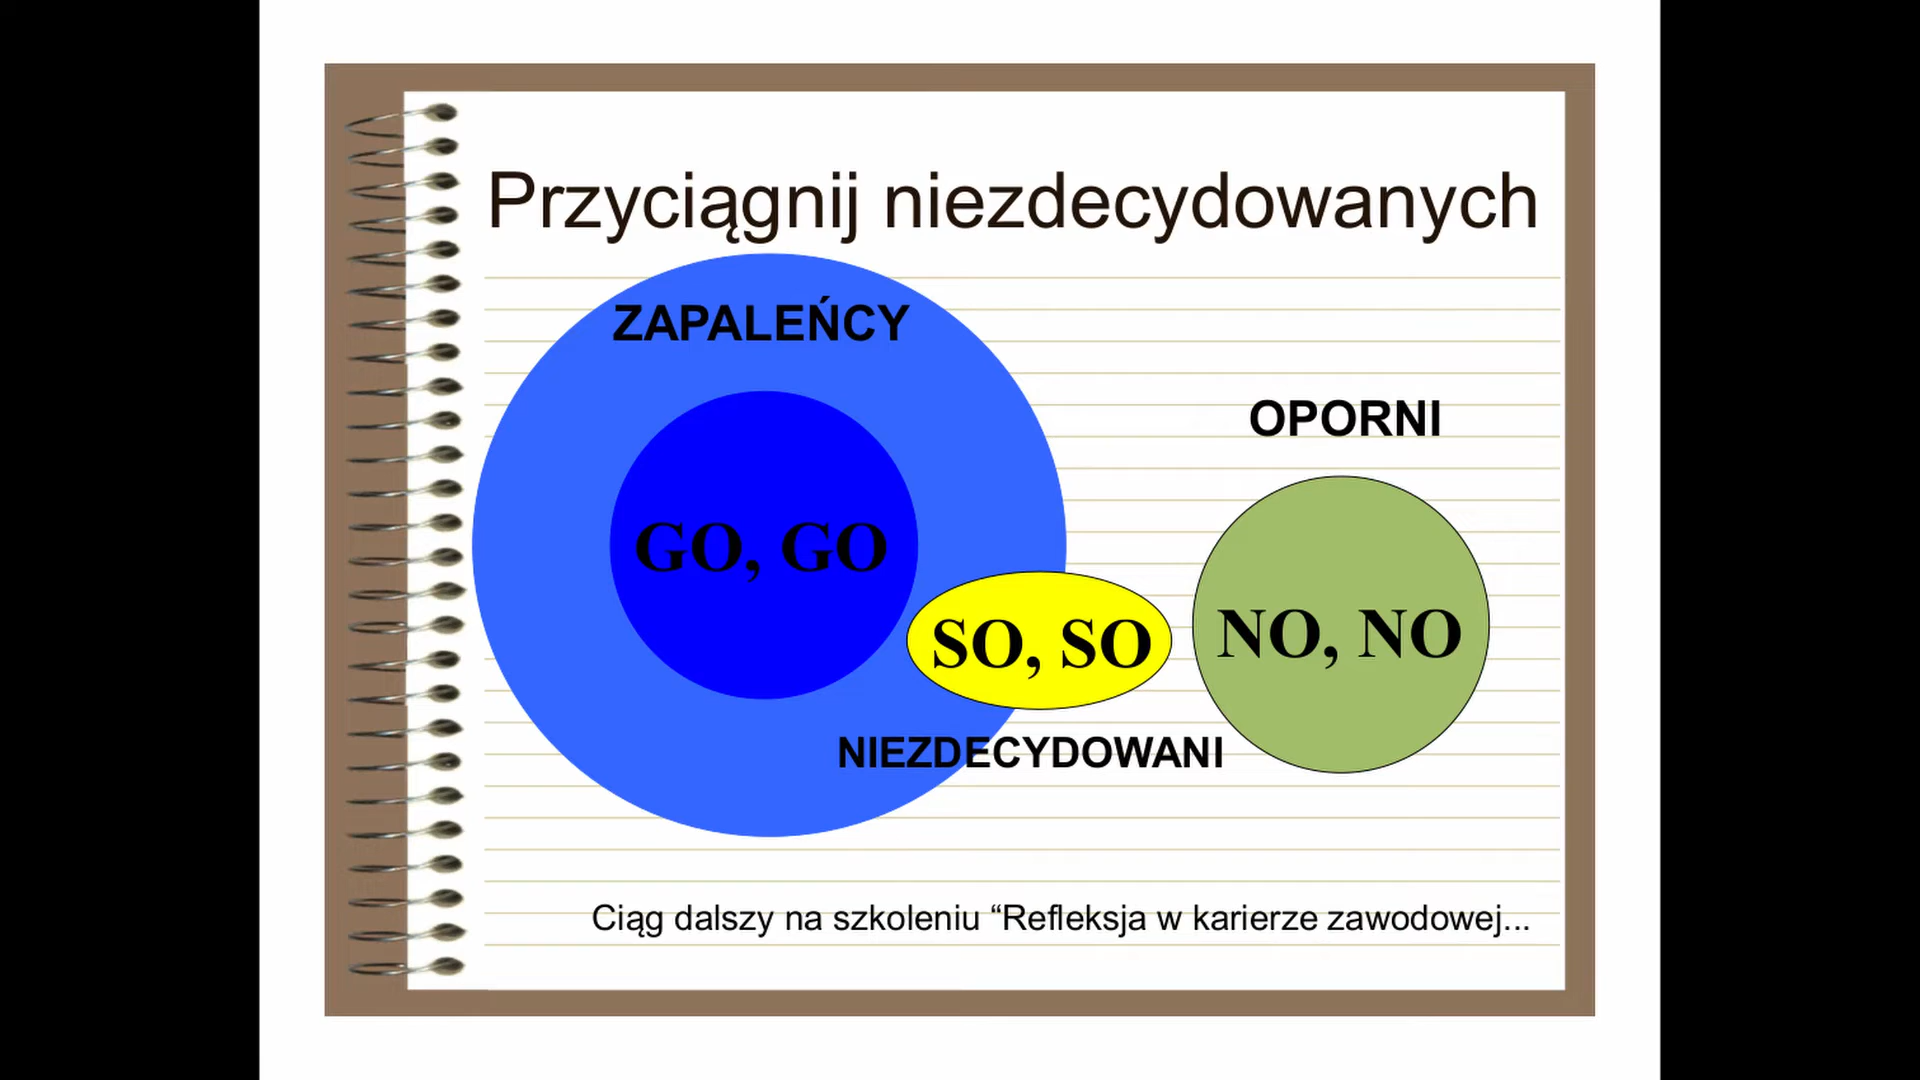 Przyciągnij niezdecydowanych
ZAPALEŃCY
OPORNI
GO, GO
SO, SO
NO, NO
NIEZDECYDOWANI
Ciąg dalszy na szkoleniu “Refleksja w karierze zawodowej...